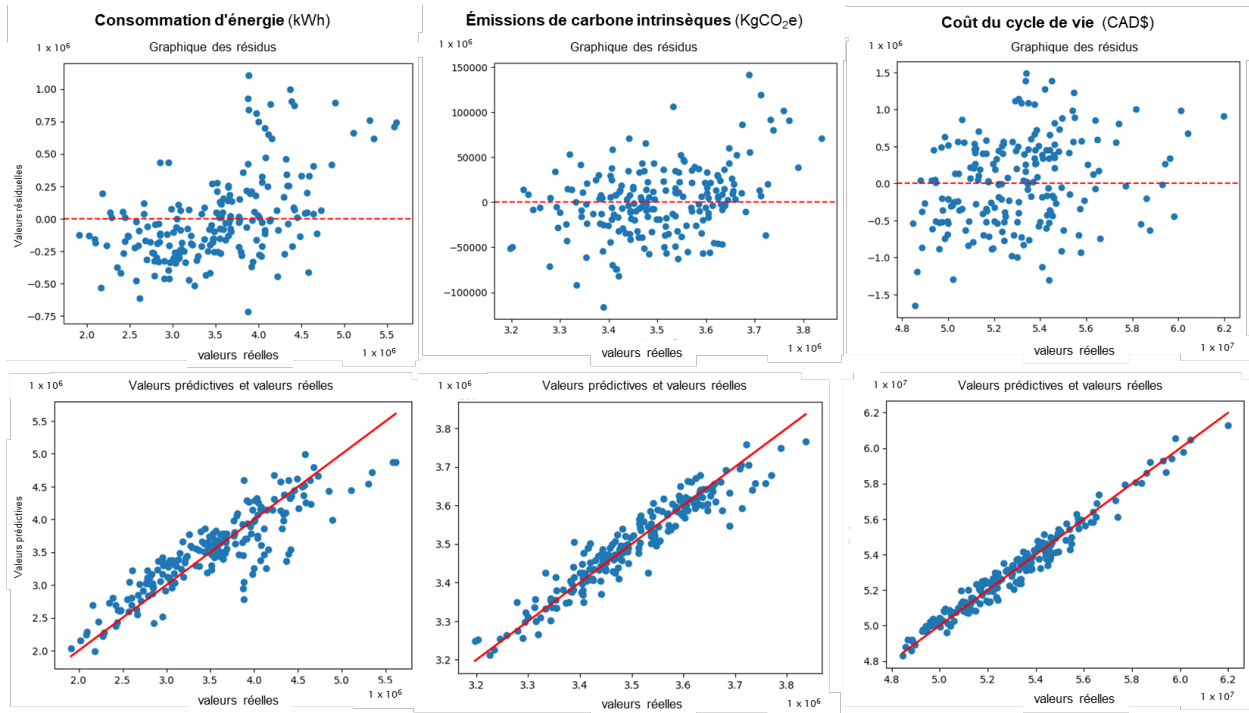 Consommation d'énergie (kWh)
1 x 10⁶
Graphique des résidus
1.00
0.75
0.50
0.25
0.00
-0.25
-0.50
-0.75
Valeurs résiduelles
2.0 2.5 3.0 3.5 4.0 4.5 5.0 5.5
valeurs réelles
1 x 10⁶
Émissions de carbone intrinsèques (KgCO₂e)
1 x 10⁶
Graphique des résidus
150000
100000
50000
0
-50000
-100000
3.2 3.3 3.4 3.5 3.6 3.7 3.8
valeurs réelles
1 x 10⁶
Coût du cycle de vie (CAD$)
1 x 10⁶
Graphique des résidus
1.5
1.0
0.5
0.0
-0.5
-1.0
-1.5
4.8 5.0 5.2 5.4 5.6 5.8 6.0 6.2
valeurs réelles
1 x 10⁷
1 x 10⁶
Valeurs prédictives et valeurs réelles
5.5
5.0
4.5
4.0
3.5
3.0
2.5
2.0
Valeurs prédictives
2.0 2.5 3.0 3.5 4.0 4.5 5.0 5.5
valeurs réelles
1 x 10⁶
1 x 10⁶
Valeurs prédictives et valeurs réelles
3.8
3.7
3.6
3.5
3.4
3.3
3.2
3.2 3.3 3.4 3.5 3.6 3.7 3.8
valeurs réelles
1 x 10⁶
1 x 10⁷
Valeurs prédictives et valeurs réelles
6.2
6.0
5.8
5.6
5.4
5.2
5.0
4.8
5.0 5.2 5.4 5.6 5.8 6.0 6.2
valeurs réelles
1 x 10⁷